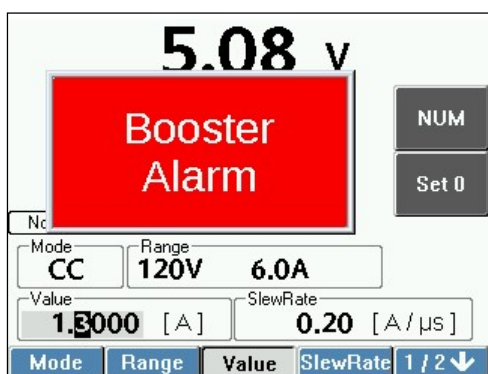 5.08 V
Booster
Alarm
NUM
Set 0
Mode
CC
Range
120V 6.0A
Value
1.3000 [A]
SlewRate
0.20 [A/µs]
Mode Range Value SlewRate 1/2